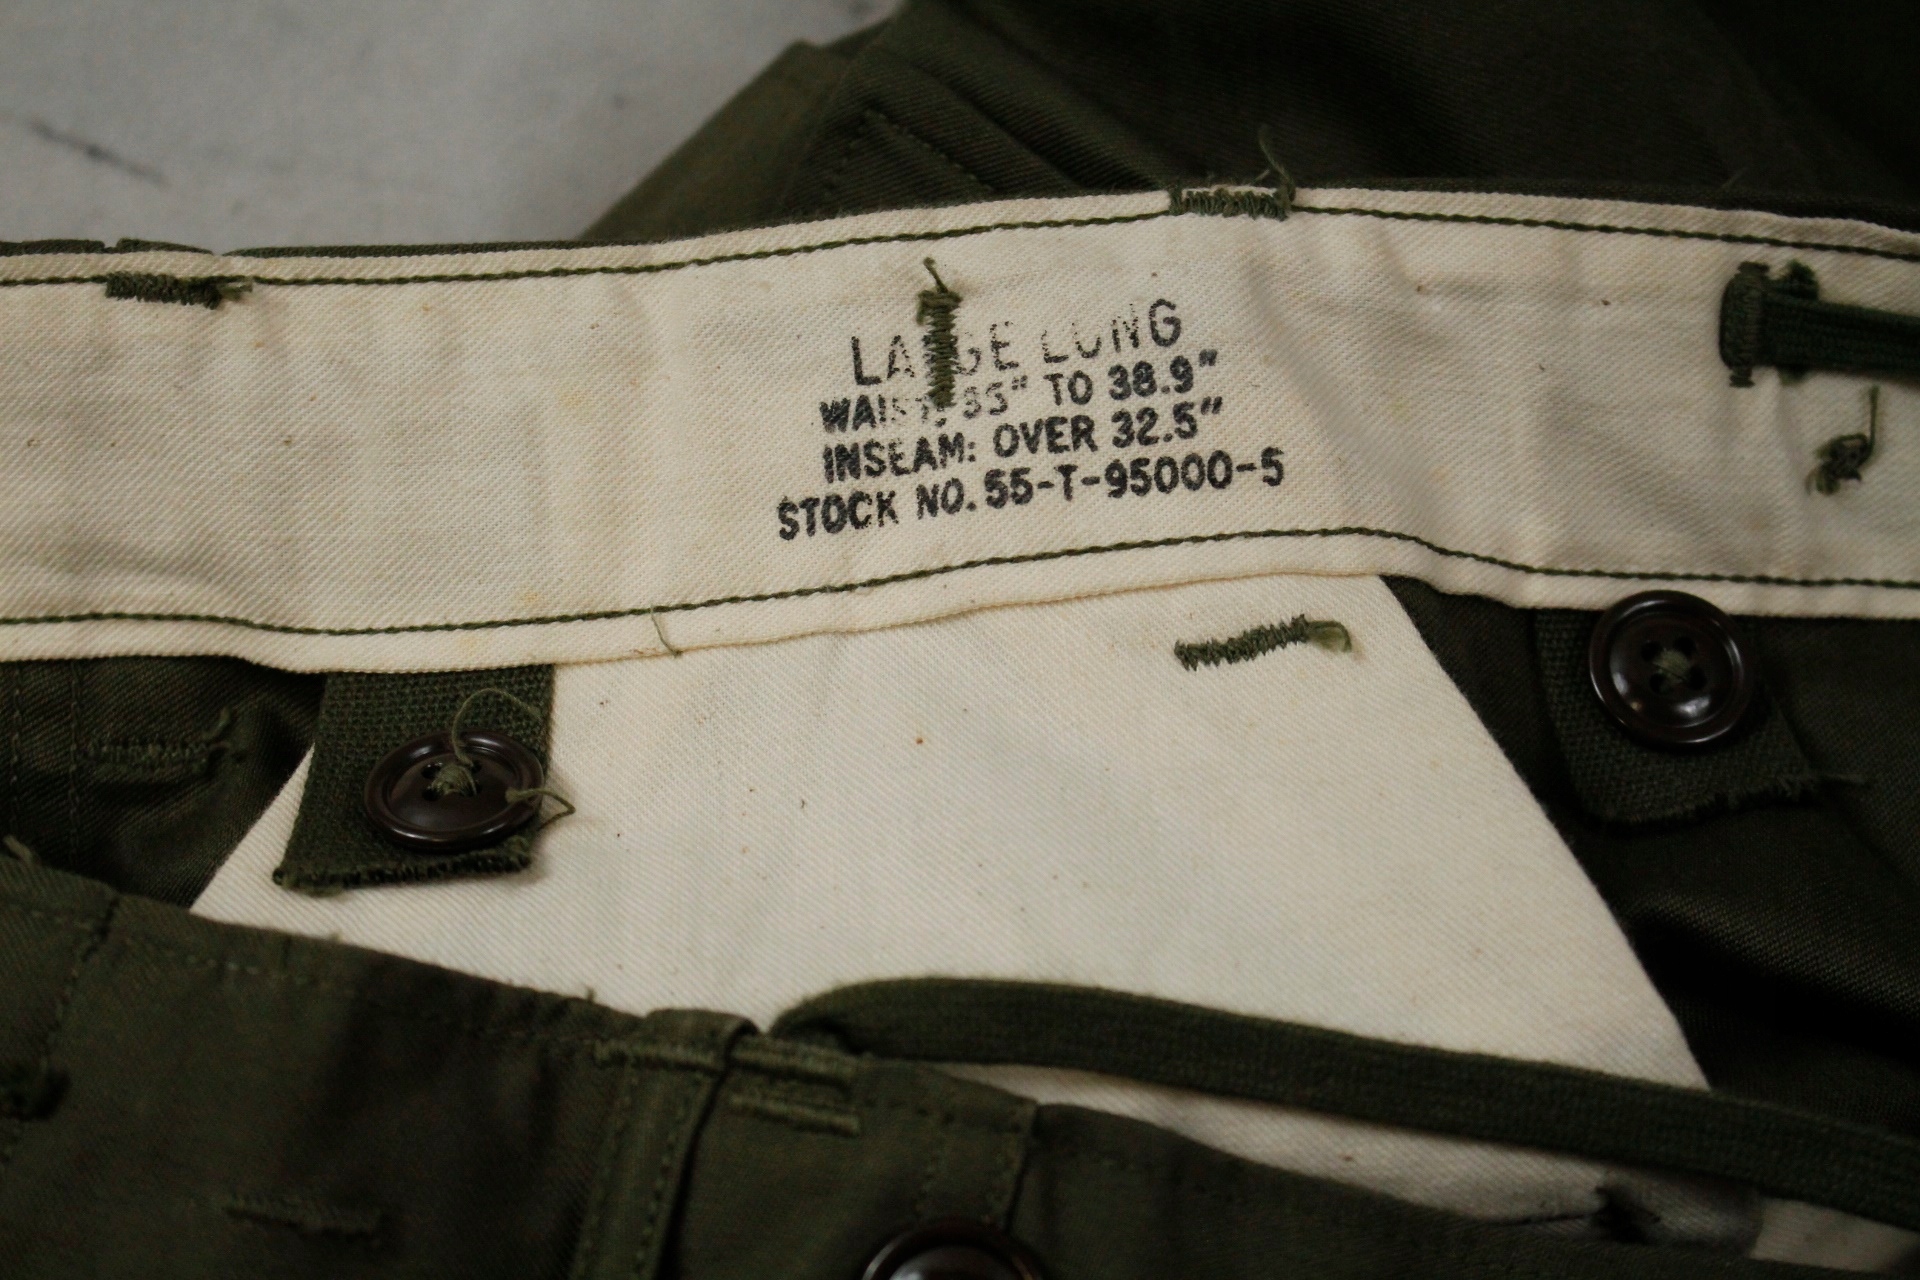 LARGE LONG
WAIST: 35" TO 38.9"
INSEAM: OVER 32.5"
STOCK NO. 55-T-95000-5